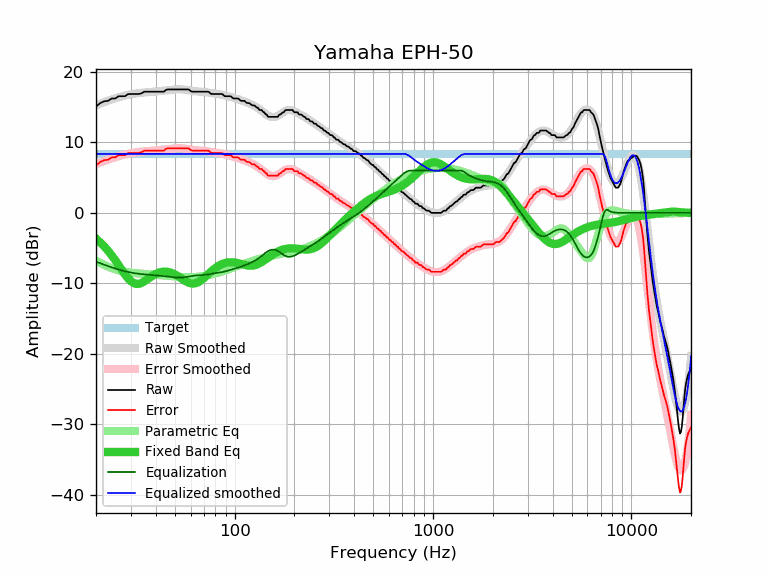 Yamaha EPH-50
20
10
0
−10
−20
−30
−40
Amplitude (dBr)
Target
Raw Smoothed
Error Smoothed
Raw
Error
Parametric Eq
Fixed Band Eq
Equalization
Equalized smoothed
100 1000 10000
Frequency (Hz)